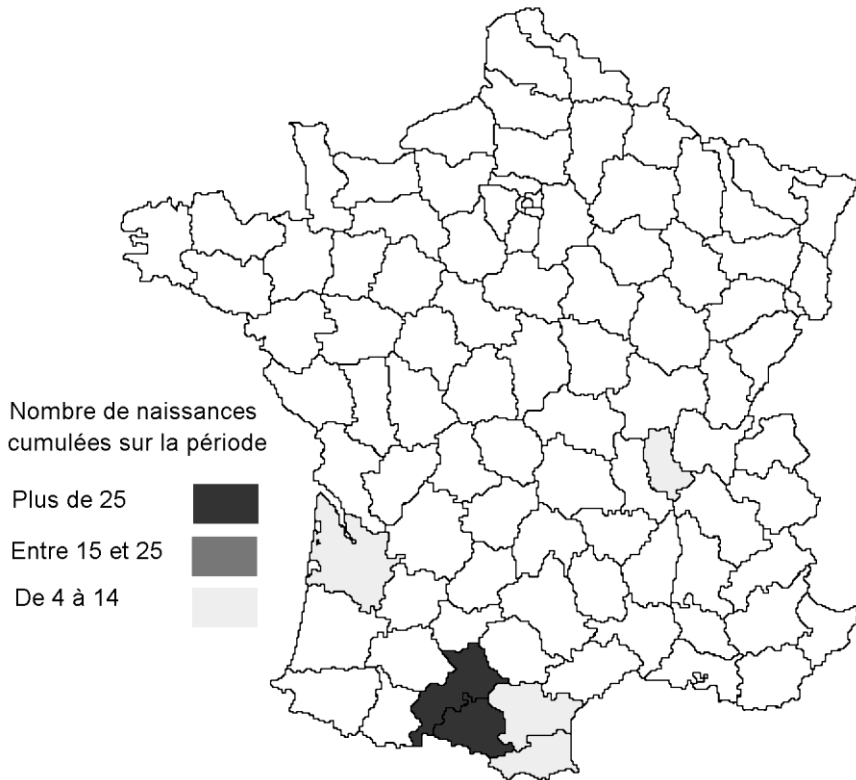 Nombre de naissances
cumulées sur la période
Plus de 25
Entre 15 et 25
De 4 à 14